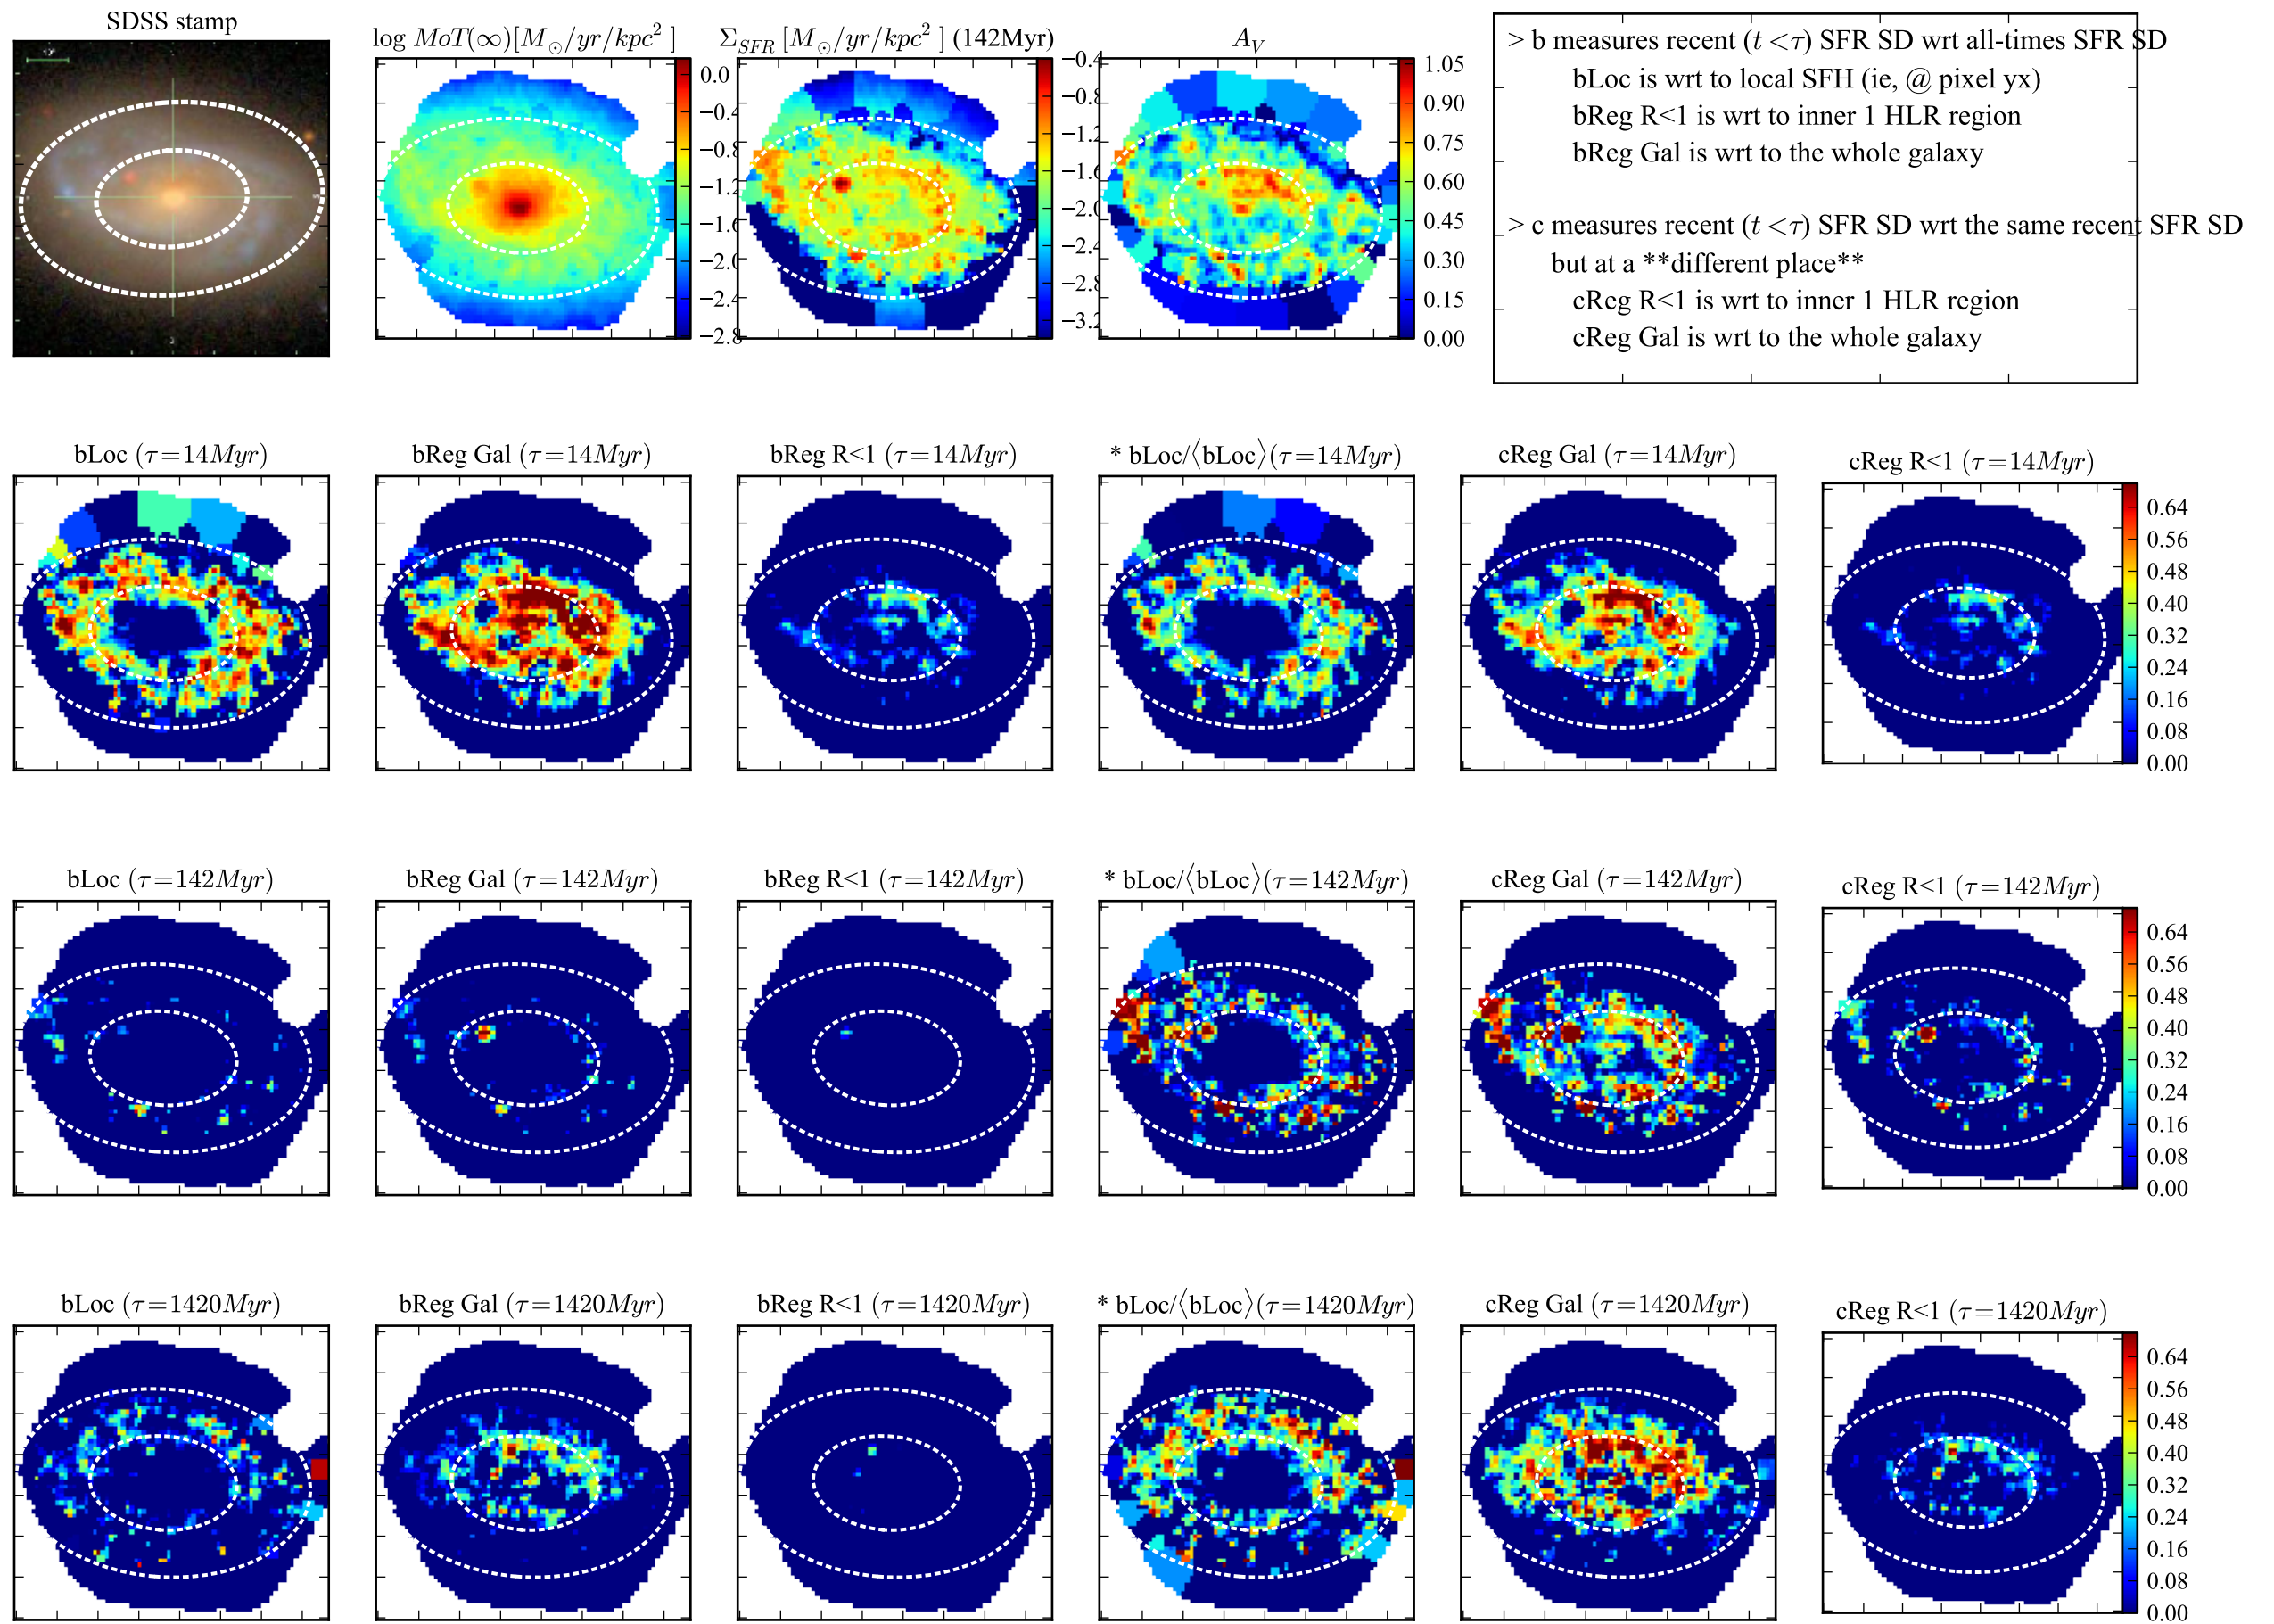 SDSS stamp
log MoT(∞)[M⊙/yr/kpc²]
Σ_SFR [M⊙/yr/kpc²] (142Myr)
A_V
0.0
−0.4
−0.8
−1.2
−1.6
−2.0
−2.4
−2.8
−0.4
−0.8
−1.2
−1.6
−2.0
−2.4
−2.8
−3.2
1.05
0.90
0.75
0.60
0.45
0.30
0.15
0.00
> b measures recent (t <τ) SFR SD wrt all-times SFR SD
bLoc is wrt to local SFH (ie, @ pixel yx)
bReg R<1 is wrt to inner 1 HLR region
bReg Gal is wrt to the whole galaxy
> c measures recent (t <τ) SFR SD wrt the same recent SFR SD
but at a **different place**
cReg R<1 is wrt to inner 1 HLR region
cReg Gal is wrt to the whole galaxy
bLoc (τ=14Myr)
bReg Gal (τ=14Myr)
bReg R<1 (τ=14Myr)
* bLoc/⟨bLoc⟩(τ=14Myr)
cReg Gal (τ=14Myr)
cReg R<1 (τ=14Myr)
0.64
0.56
0.48
0.40
0.32
0.24
0.16
0.08
0.00
bLoc (τ=142Myr)
bReg Gal (τ=142Myr)
bReg R<1 (τ=142Myr)
* bLoc/⟨bLoc⟩(τ=142Myr)
cReg Gal (τ=142Myr)
cReg R<1 (τ=142Myr)
0.64
0.56
0.48
0.40
0.32
0.24
0.16
0.08
0.00
bLoc (τ=1420Myr)
bReg Gal (τ=1420Myr)
bReg R<1 (τ=1420Myr)
* bLoc/⟨bLoc⟩(τ=1420Myr)
cReg Gal (τ=1420Myr)
cReg R<1 (τ=1420Myr)
0.64
0.56
0.48
0.40
0.32
0.24
0.16
0.08
0.00